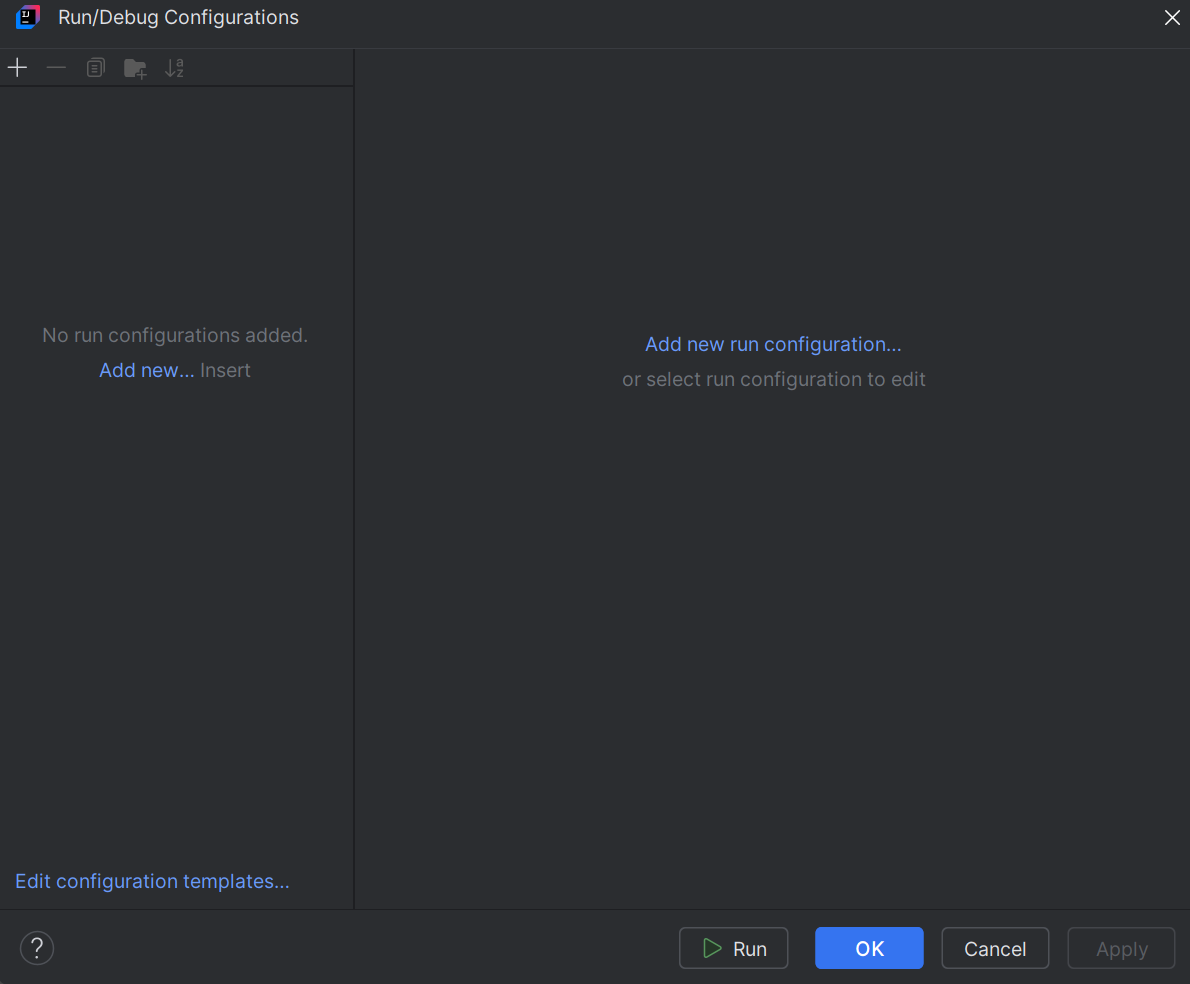 Run/Debug Configurations
No run configurations added.
Add new... Insert
Add new run configuration...
or select run configuration to edit
Edit configuration templates...
? Run OK Cancel Apply